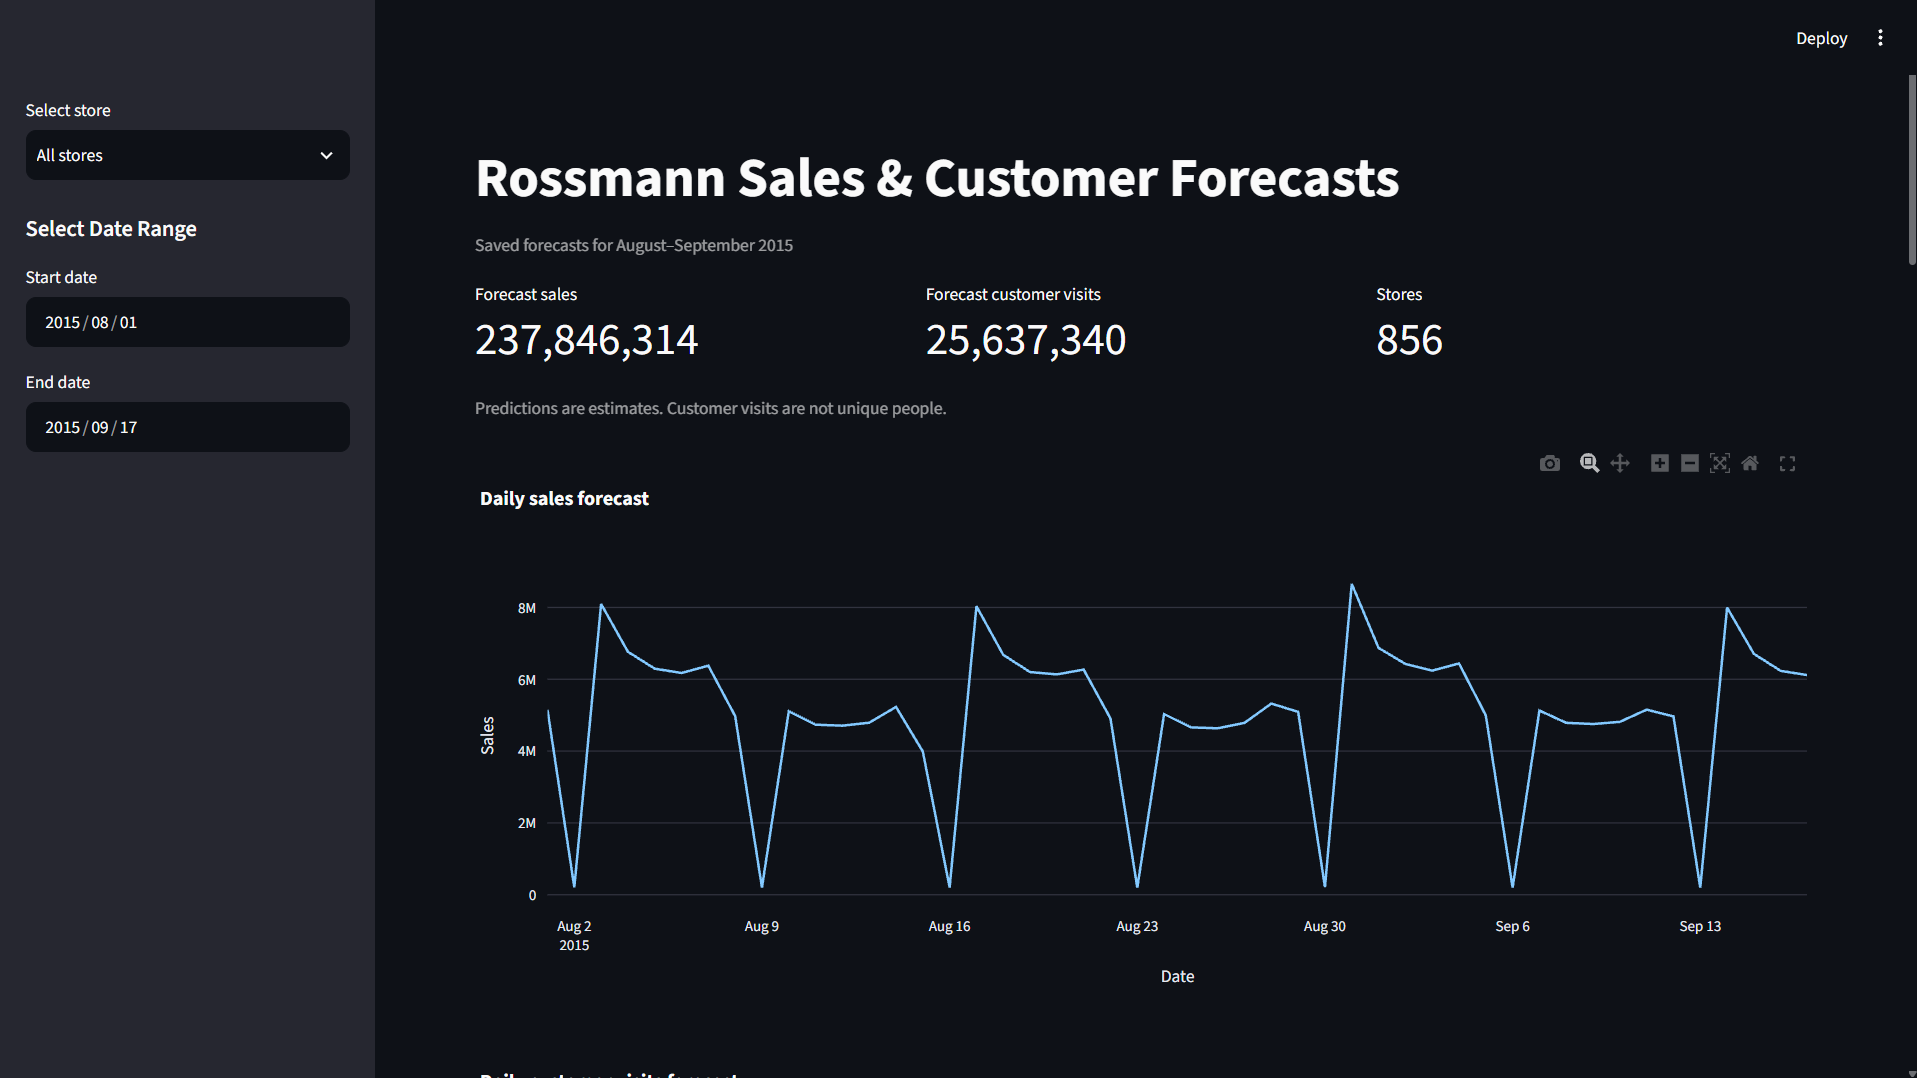 Deploy
Select store
All stores
Select Date Range
Start date
2015/08/01
End date
2015/09/17
Rossmann Sales & Customer Forecasts
Saved forecasts for August–September 2015
Forecast sales
237,846,314
Forecast customer visits
25,637,340
Stores
856
Predictions are estimates. Customer visits are not unique people.
Daily sales forecast
8M
6M
4M
2M
0
Sales
Aug 2
2015
Aug 9
Aug 16
Aug 23
Aug 30
Sep 6
Sep 13
Date